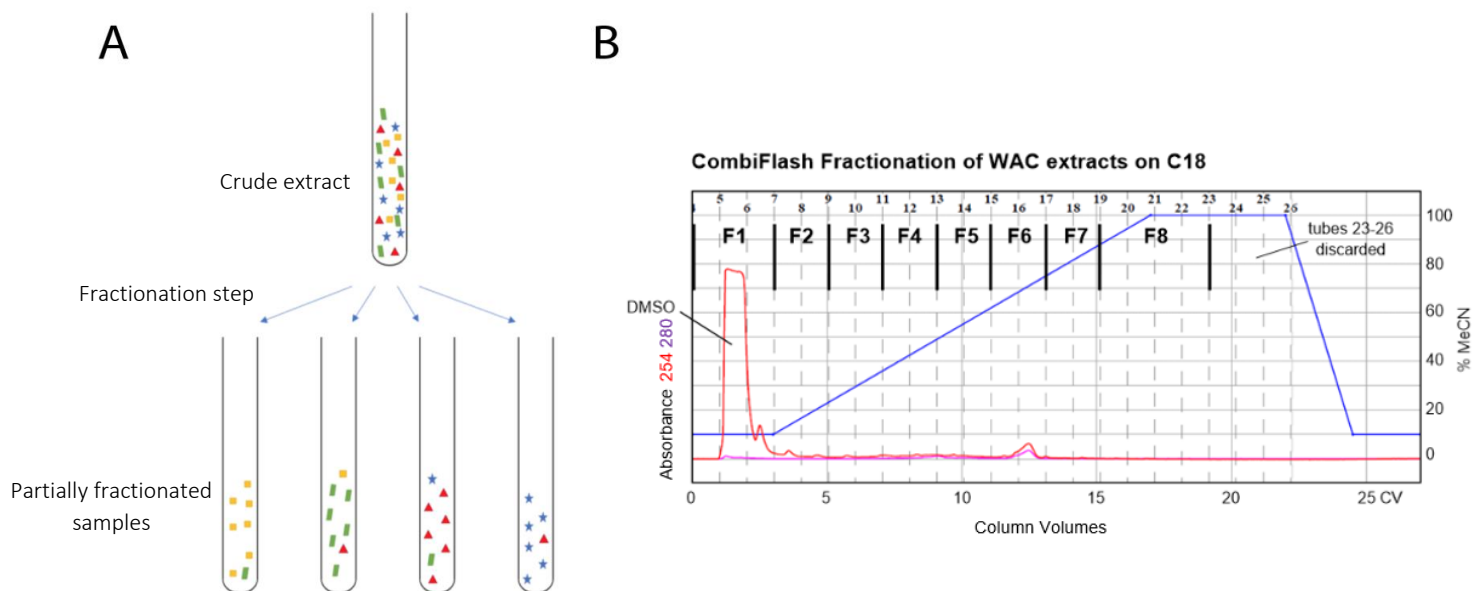 A
Crude extract
Fractionation step
Partially fractionated
samples
B
CombiFlash Fractionation of WAC extracts on C18
4 5 6 7 8 9 10 11 12 13 14 15 16 17 18 19 20 21 22 23 24 25 26
F1 F2 F3 F4 F5 F6 F7 F8
tubes 23-26
discarded
DMSO
Absorbance 254 280
100
80
60
40
20
0
% MeCN
0 5 10 15 20 25 CV
Column Volumes